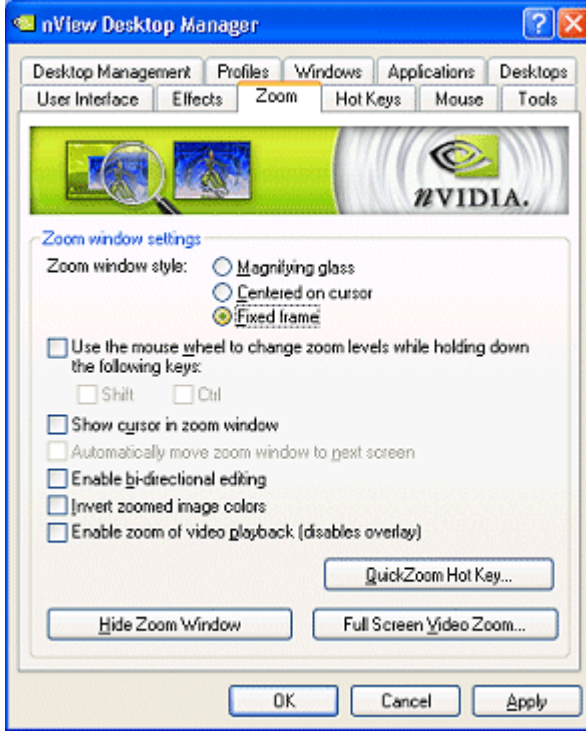 nView Desktop Manager
Desktop Management Profiles Windows Applications Desktops
User Interface Effects Zoom Hot Keys Mouse Tools
nVIDIA.
Zoom window settings
Zoom window style: Magnifying glass
Centered on cursor
Fixed frame
Use the mouse wheel to change zoom levels while holding down
the following keys:
Shift Ctrl
Show cursor in zoom window
Automatically move zoom window to next screen
Enable bi-directional editing
Invert zoomed image colors
Enable zoom of video playback (disables overlay)
QuickZoom Hot Key...
Hide Zoom Window Full Screen Video Zoom...
OK Cancel Apply